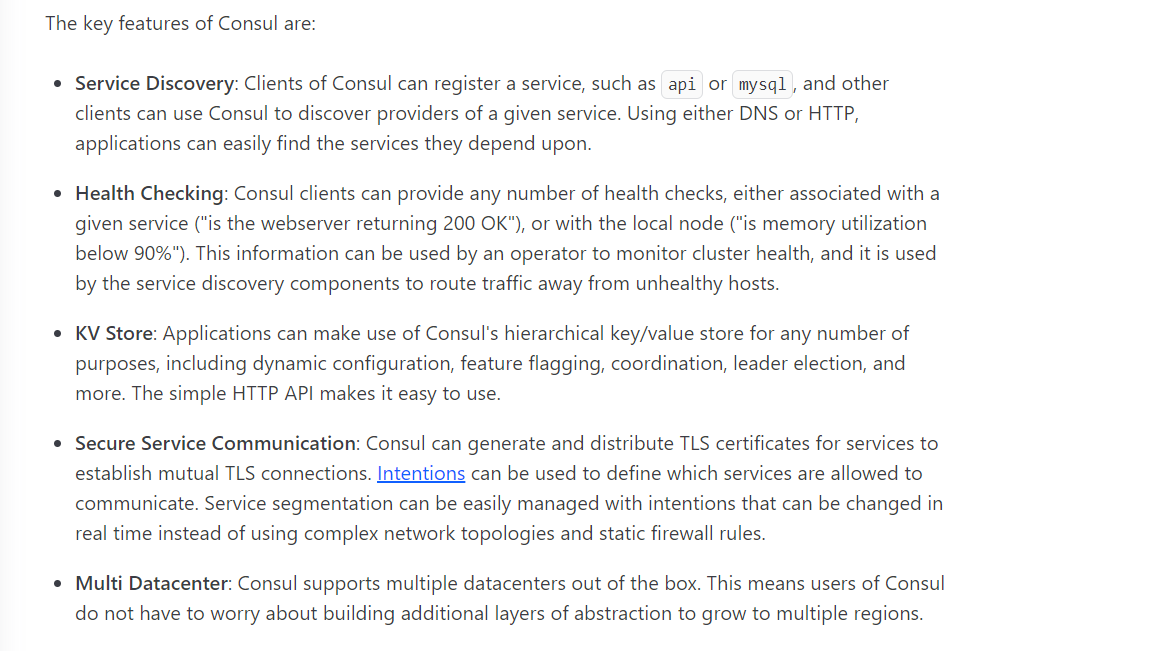 The key features of Consul are:
• Service Discovery: Clients of Consul can register a service, such as api or mysql, and other
clients can use Consul to discover providers of a given service. Using either DNS or HTTP,
applications can easily find the services they depend upon.
• Health Checking: Consul clients can provide any number of health checks, either associated with a
given service ("is the webserver returning 200 OK"), or with the local node ("is memory utilization
below 90%"). This information can be used by an operator to monitor cluster health, and it is used
by the service discovery components to route traffic away from unhealthy hosts.
• KV Store: Applications can make use of Consul's hierarchical key/value store for any number of
purposes, including dynamic configuration, feature flagging, coordination, leader election, and
more. The simple HTTP API makes it easy to use.
• Secure Service Communication: Consul can generate and distribute TLS certificates for services to
establish mutual TLS connections. Intentions can be used to define which services are allowed to
communicate. Service segmentation can be easily managed with intentions that can be changed in
real time instead of using complex network topologies and static firewall rules.
• Multi Datacenter: Consul supports multiple datacenters out of the box. This means users of Consul
do not have to worry about building additional layers of abstraction to grow to multiple regions.